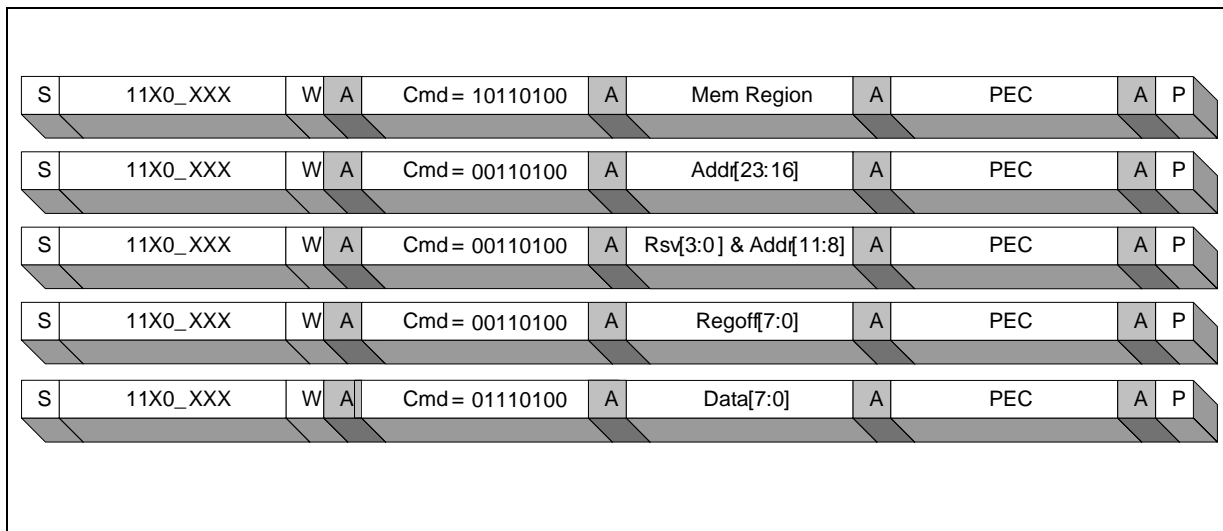 S 11X0_XXX W A Cmd = 10110100 A Mem Region A PEC A P
S 11X0_XXX W A Cmd = 00110100 A Addr[23:16] A PEC A P
S 11X0_XXX W A Cmd = 00110100 A Rsv[3:0] & Addr[11:8] A PEC A P
S 11X0_XXX W A Cmd = 00110100 A Regoff[7:0] A PEC A P
S 11X0_XXX W A Cmd = 01110100 A Data[7:0] A PEC A P